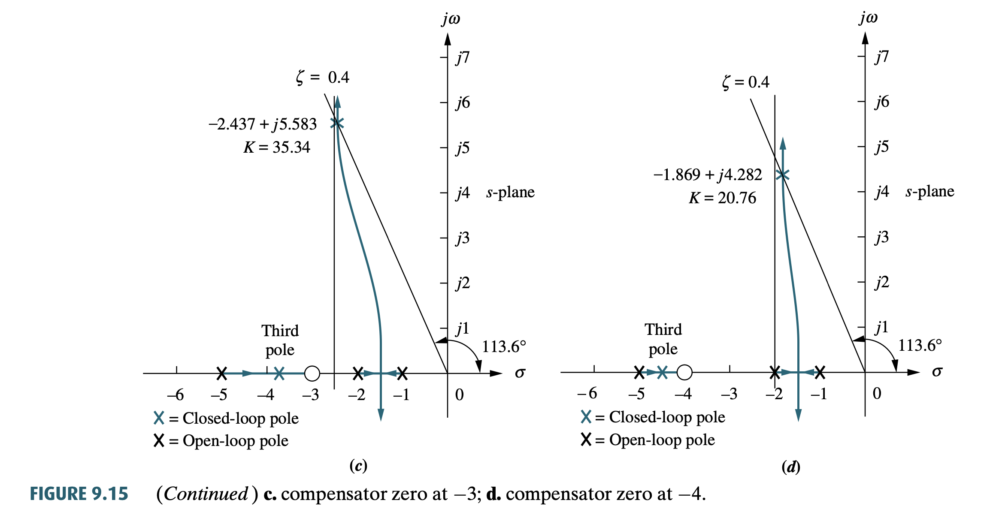 jω
j7
ζ = 0.4
j6
−2.437 + j5.583
K = 35.34
j5
j4
s-plane
j3
j2
j1
Third
pole
113.6°
σ
–6
–5
–4
–3
–2
–1
0
X = Closed-loop pole
X = Open-loop pole
(c)
jω
j7
ζ = 0.4
j6
j5
−1.869 + j4.282
K = 20.76
j4
s-plane
j3
j2
j1
Third
pole
113.6°
σ
–6
–5
–4
–3
–2
–1
0
X = Closed-loop pole
X = Open-loop pole
(d)
FIGURE 9.15 (Continued) c. compensator zero at −3; d. compensator zero at −4.